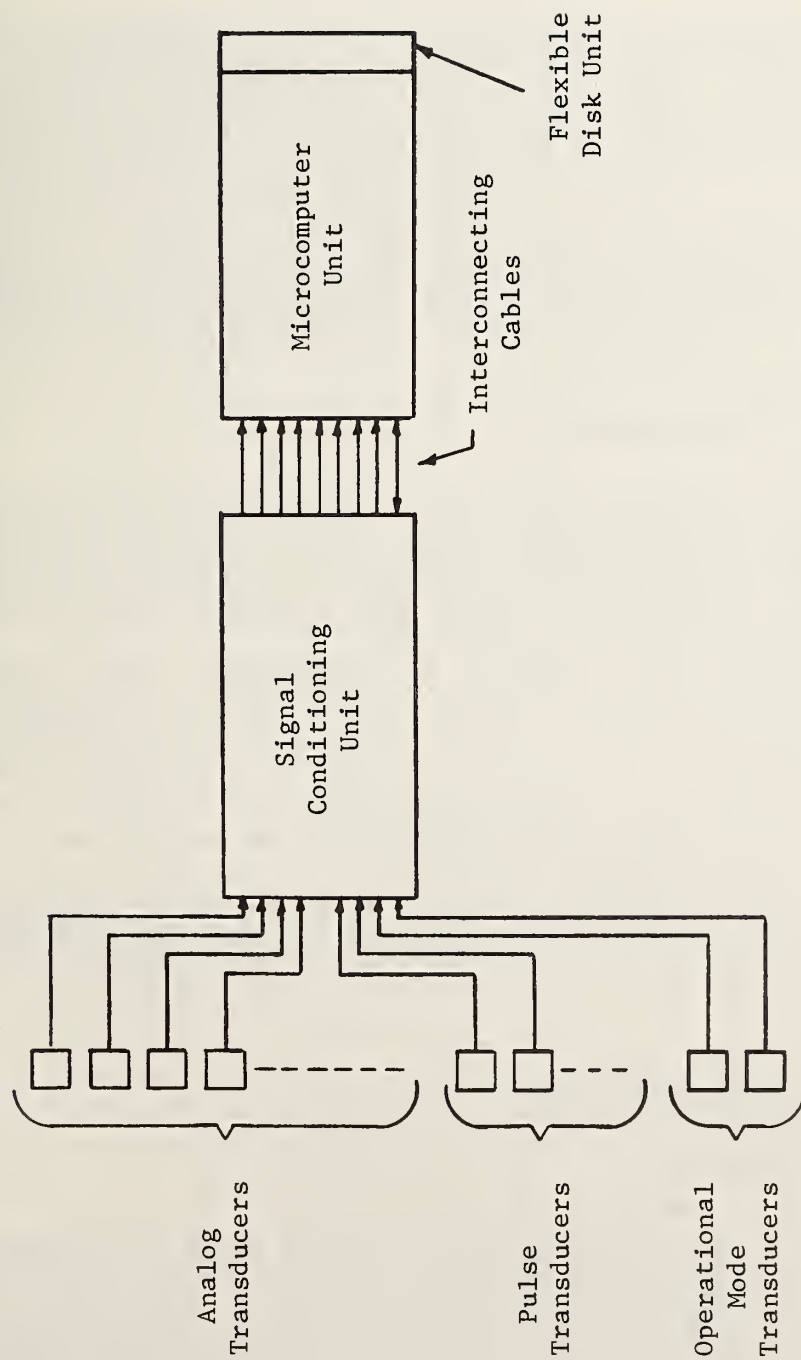 Analog
Transducers
Pulse
Transducers
Operational
Mode
Transducers
Signal
Conditioning
Unit
Interconnecting
Cables
Microcomputer
Unit
Flexible
Disk Unit